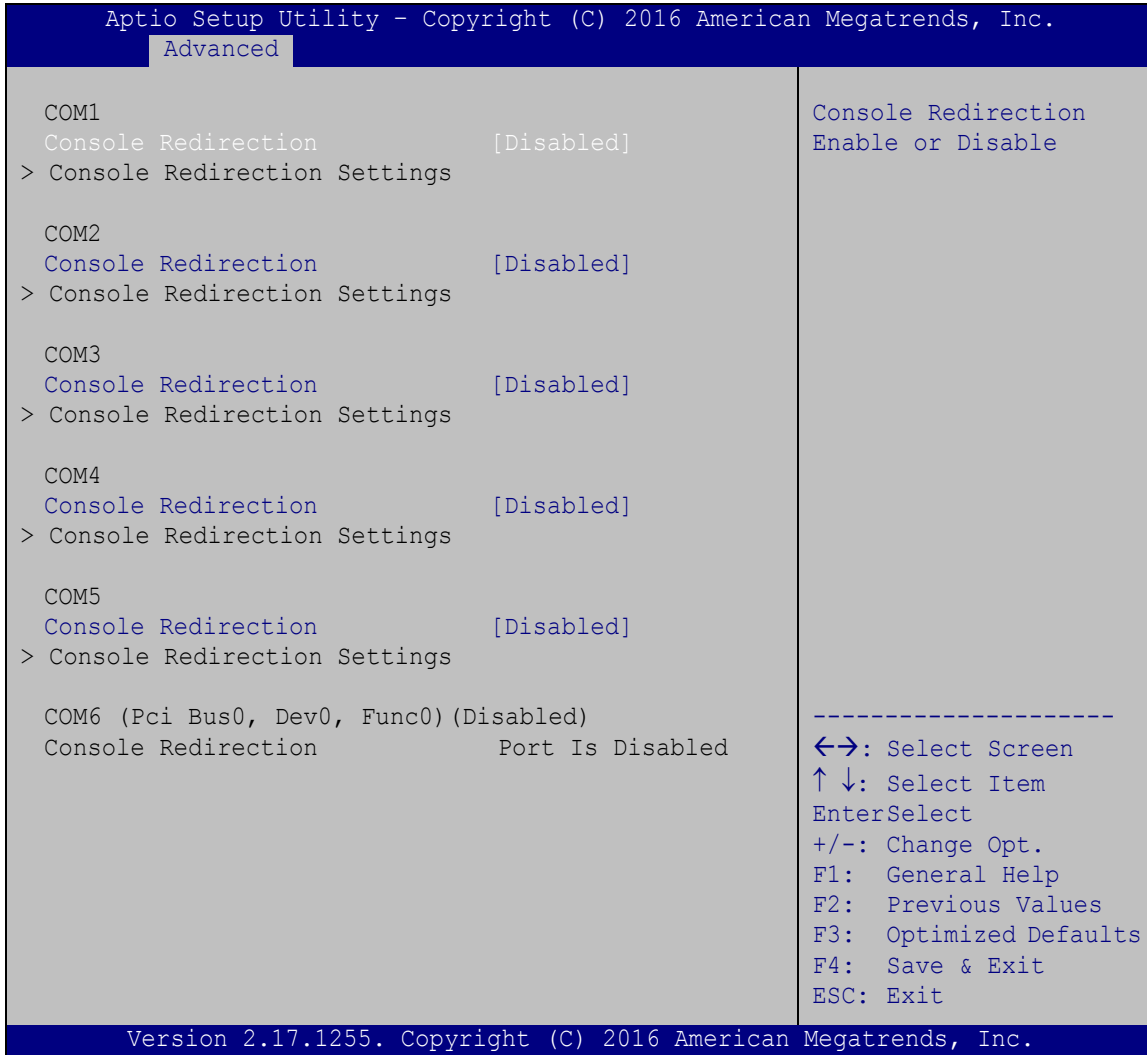 Aptio Setup Utility – Copyright (C) 2016 American Megatrends, Inc.
Advanced
COM1
Console Redirection [Disabled]
> Console Redirection Settings
COM2
Console Redirection [Disabled]
> Console Redirection Settings
COM3
Console Redirection [Disabled]
> Console Redirection Settings
COM4
Console Redirection [Disabled]
> Console Redirection Settings
COM5
Console Redirection [Disabled]
> Console Redirection Settings
COM6 (Pci Bus0, Dev0, Func0)(Disabled)
Console Redirection Port Is Disabled
Console Redirection
Enable or Disable
---------------------
←→: Select Screen
↑ ↓: Select Item
EnterSelect
+/-: Change Opt.
F1: General Help
F2: Previous Values
F3: Optimized Defaults
F4: Save & Exit
ESC: Exit
Version 2.17.1255. Copyright (C) 2016 American Megatrends, Inc.